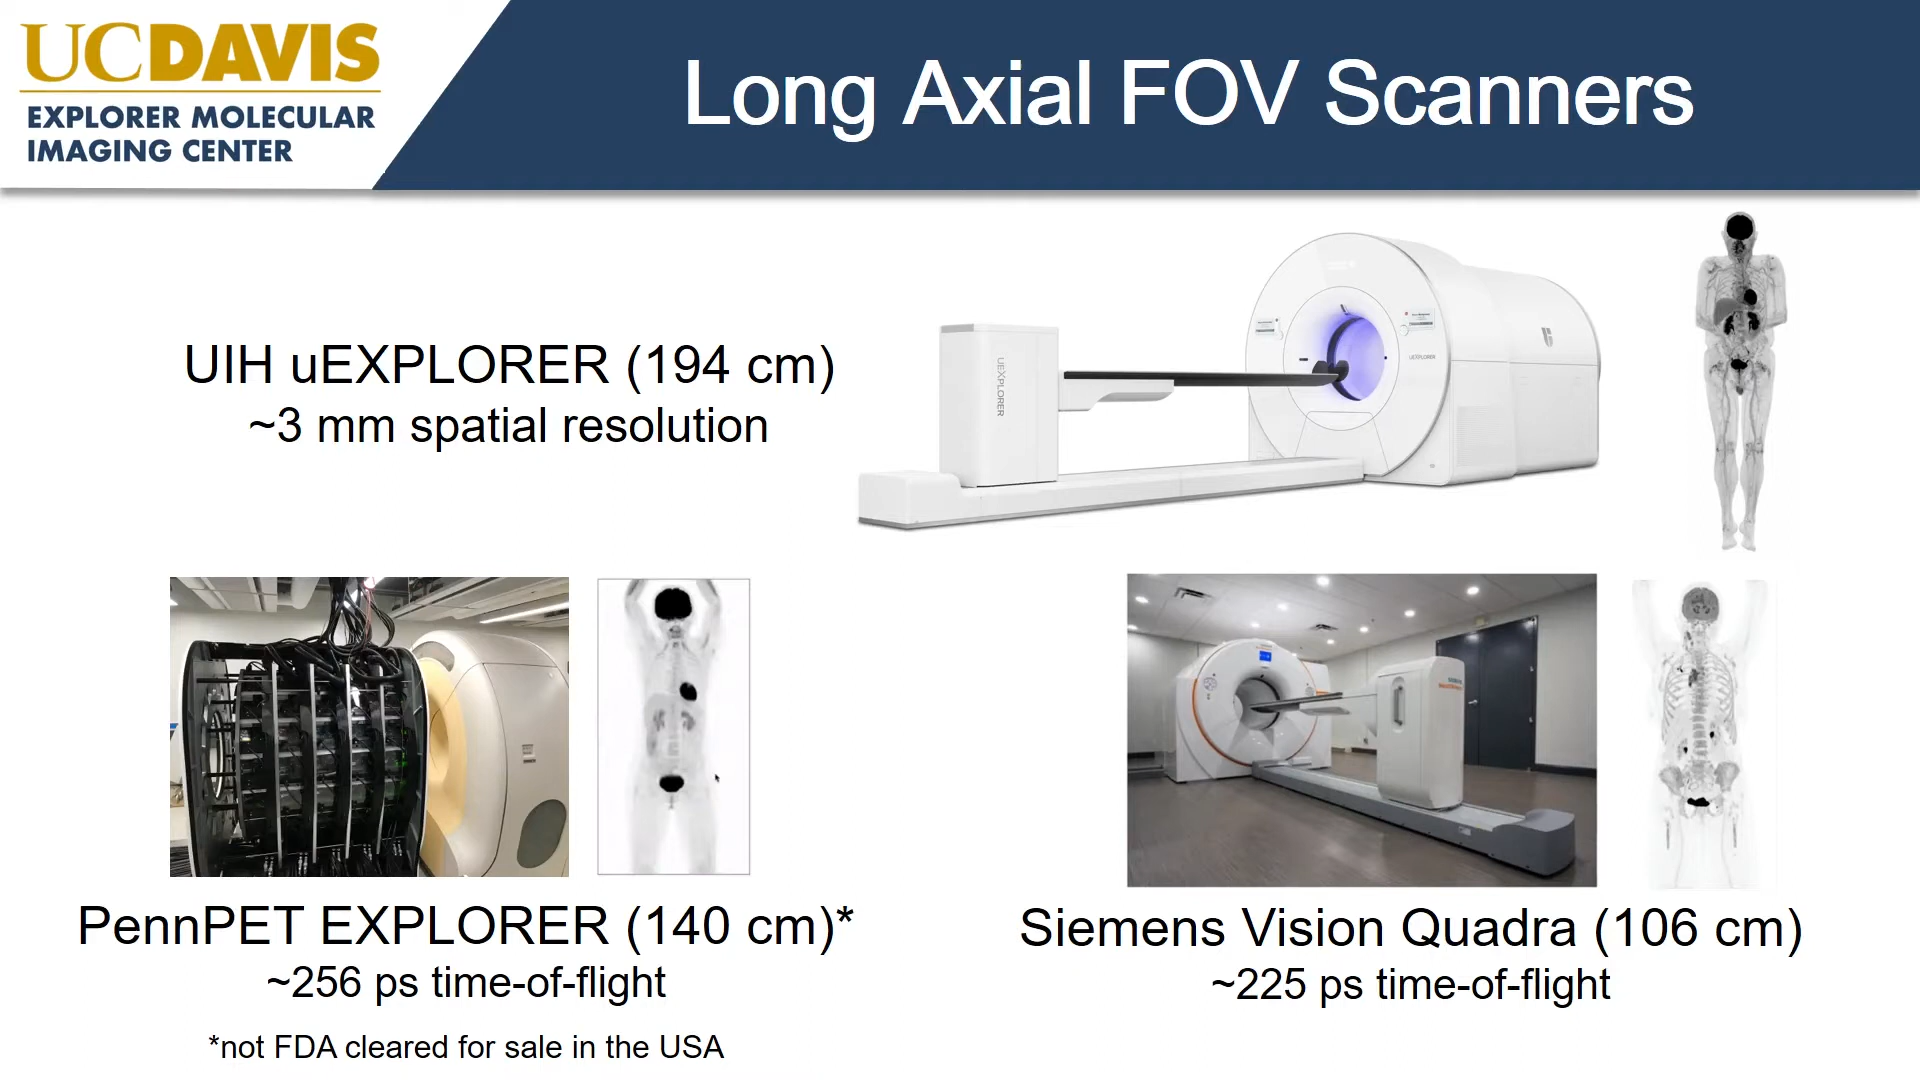 UCDAVIS
EXPLORER MOLECULAR
IMAGING CENTER
Long Axial FOV Scanners
UIH uEXPLORER (194 cm)
~3 mm spatial resolution
uEXPLORER
uEXPLORER
PennPET EXPLORER (140 cm)*
~256 ps time-of-flight
*not FDA cleared for sale in the USA
Siemens Vision Quadra (106 cm)
~225 ps time-of-flight